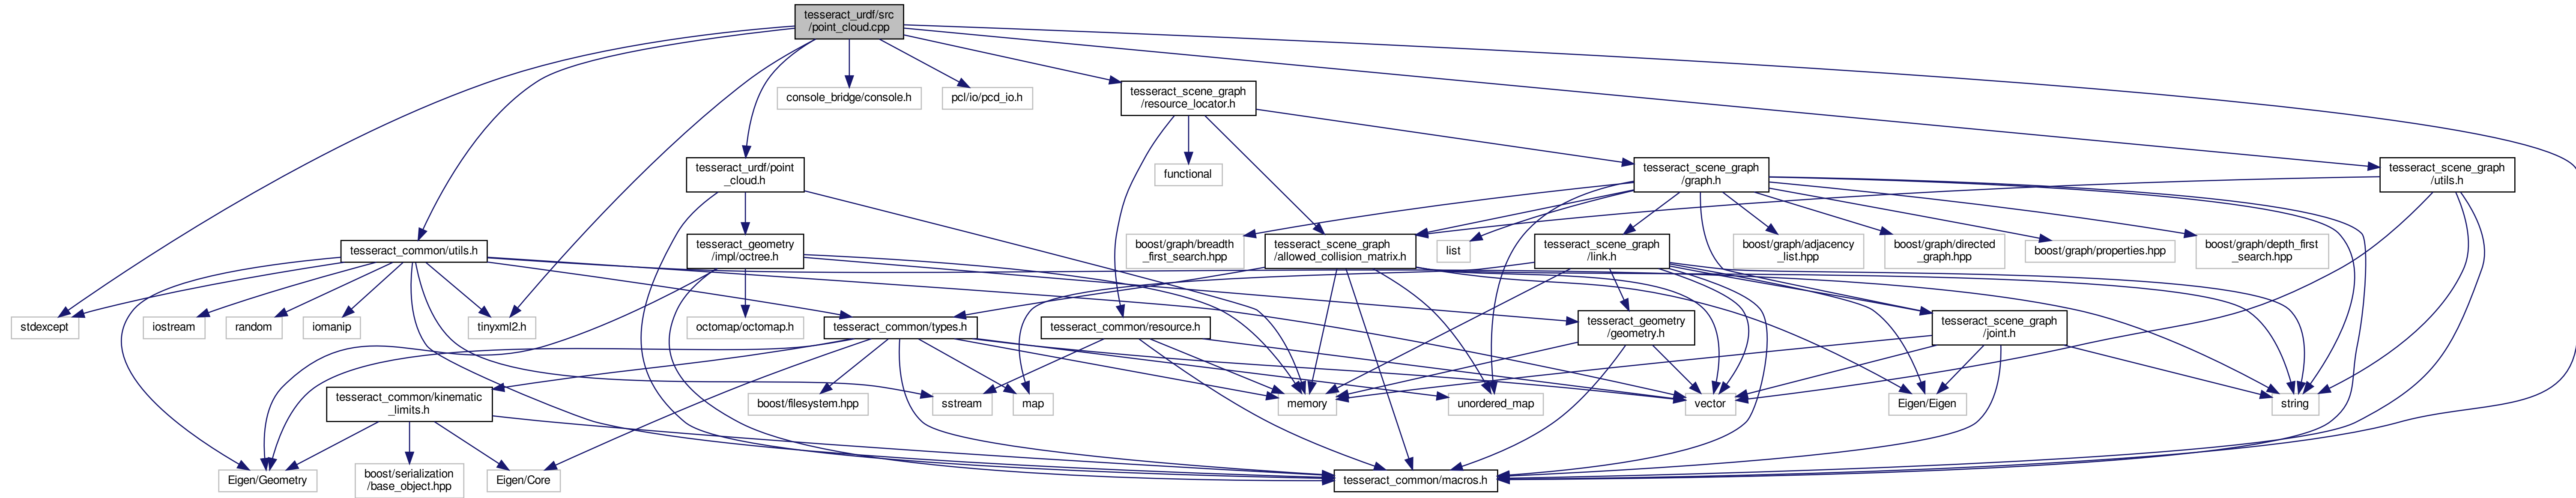 tesseract_urdf/src
/point_cloud.cpp
console_bridge/console.h
pcl/io/pcd_io.h
tesseract_scene_graph
/resource_locator.h
tesseract_urdf/point
_cloud.h
functional
tesseract_scene_graph
/graph.h
tesseract_scene_graph
/utils.h
tesseract_common/utils.h
tesseract_geometry
/impl/octree.h
boost/graph/breadth
_first_search.hpp
tesseract_scene_graph
/allowed_collision_matrix.h
list
tesseract_scene_graph
/link.h
boost/graph/adjacency
_list.hpp
boost/graph/directed
_graph.hpp
boost/graph/properties.hpp
boost/graph/depth_first
_search.hpp
stdexcept
iostream
random
iomanip
tinyxml2.h
octomap/octomap.h
tesseract_common/types.h
tesseract_common/resource.h
tesseract_geometry
/geometry.h
tesseract_scene_graph
/joint.h
tesseract_common/kinematic
_limits.h
boost/filesystem.hpp
sstream
map
memory
unordered_map
vector
Eigen/Eigen
string
Eigen/Geometry
boost/serialization
/base_object.hpp
Eigen/Core
tesseract_common/macros.h